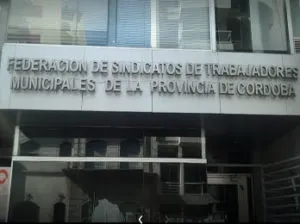 FEDERACION DE SINDICATOS DE TRABAJADORES
MUNICIPALES DE LA PROVINCIA DE CORDOBA